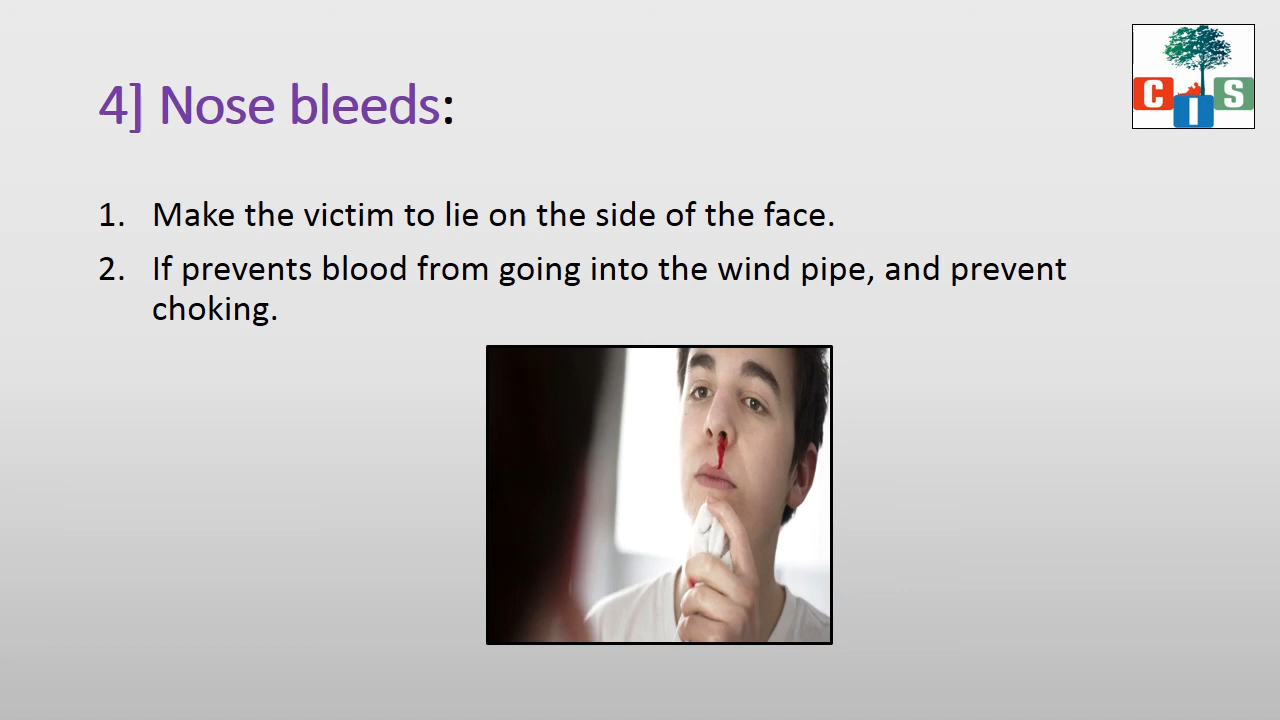 C I S
4] Nose bleeds:
1. Make the victim to lie on the side of the face.
2. If prevents blood from going into the wind pipe, and prevent
choking.